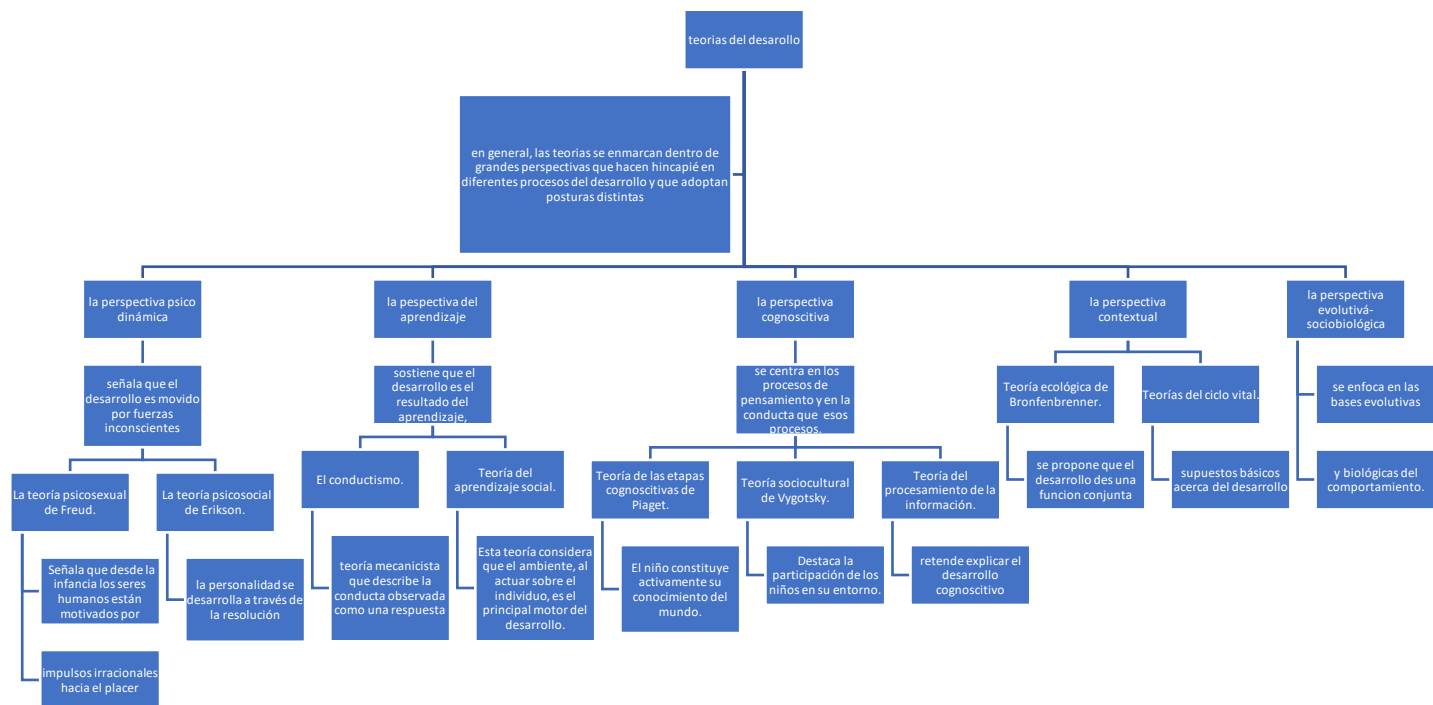 teorias del desarollo
en general, las teorias se enmarcan dentro de
grandes perspectivas que hacen hincapié en
diferentes procesos del desarrollo y que adoptan
posturas distintas
la perspectiva psico
dinámica
señala que el
desarrollo es movido
por fuerzas
inconscientes
La teoría psicosexual
de Freud.
Señala que desde la
infancia los seres
humanos están
motivados por
impulsos irracionales
hacia el placer
La teoría
psicosocial de
Erikson.
la personalidad se
desarrolla a través de
la resolución
la pespectiva del
aprendizaje
sostiene que el
desarrollo es el
resultado del
aprendizaje,
El conductismo.
teoría mecanicista
que describe la
conducta observada
como una respuesta
Teoría del
aprendizaje social.
Esta teoría considera
que el ambiente, al
actuar sobre el
individuo, es el
principal motor del
desarrollo.
la perspectiva
cognoscitiva
se centra en los
procesos de
pensamiento y en la
conducta que esos
procesos.
Teoría de las etapas
cognoscitivas de
Piaget.
El niño constituye
activamente su
conocimiento del
mundo.
Teoría sociocultural
de Vygotsky.
Destaca la
participación de los
niños en su entorno.
Teoría del
procesamiento de la
información.
retende explicar el
desarrollo
cognoscitivo
la perspectiva
contextual
Teoría ecológica de
Bronfenbrenner.
se propone que el
desarrollo des una
funcion conjunta
Teorías del ciclo vital.
supuestos básicos
acerca del desarrollo
la perspectiva
evolutivá-
sociobiológica
se enfoca en las
bases evolutivas
y biológicas del
comportamiento.